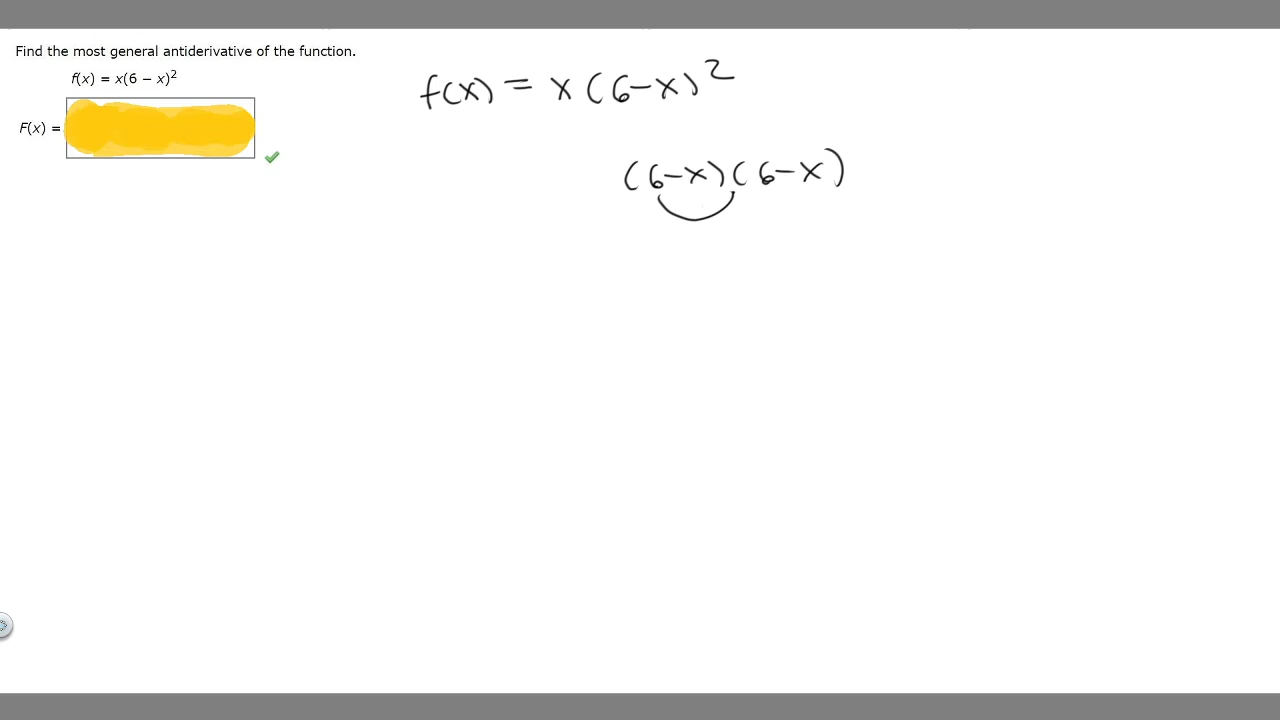 Find the most general antiderivative of the function.
f(x) = x(6 − x)²
F(x) =
f(x) = x(6-x)²
(6-x)(6-x)